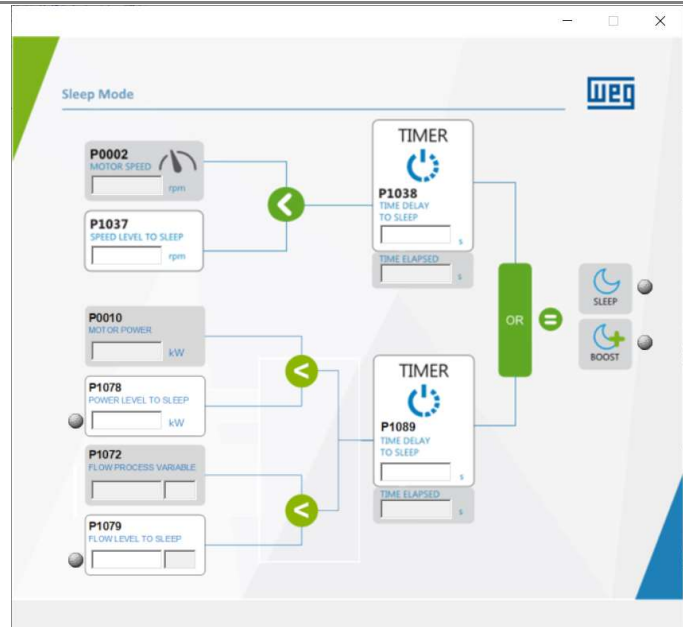 Sleep Mode
WEG
P0002
MOTOR SPEED
rpm
P1037
SPEED LEVEL TO SLEEP
rpm
TIMER
P1038
TIME DELAY
TO SLEEP
s
TIME ELAPSED
s
P0010
MOTOR POWER
kW
P1078
POWER LEVEL TO SLEEP
kW
P1072
FLOW PROCESS VARIABLE
P1079
FLOW LEVEL TO SLEEP
<
<
TIMER
P1089
TIME DELAY
TO SLEEP
s
TIME ELAPSED
s
OR
=
SLEEP
BOOST